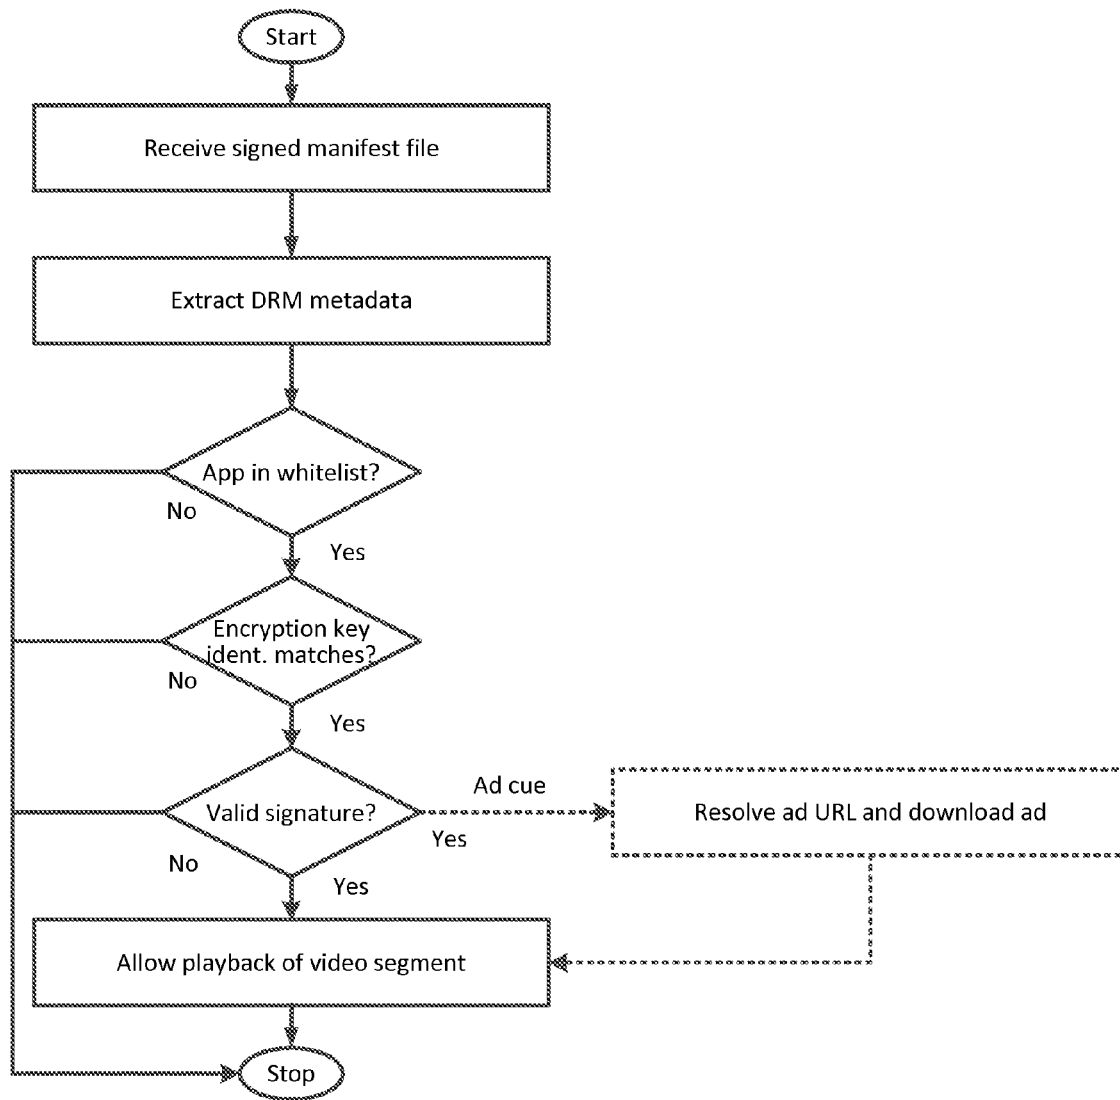 Start
Receive signed manifest file
Extract DRM metadata
App in whitelist?
No
Yes
Encryption key
ident. matches?
No
Yes
Ad cue
Valid signature?
Resolve ad URL and download ad
Yes
No
Yes
Allow playback of video segment
Stop